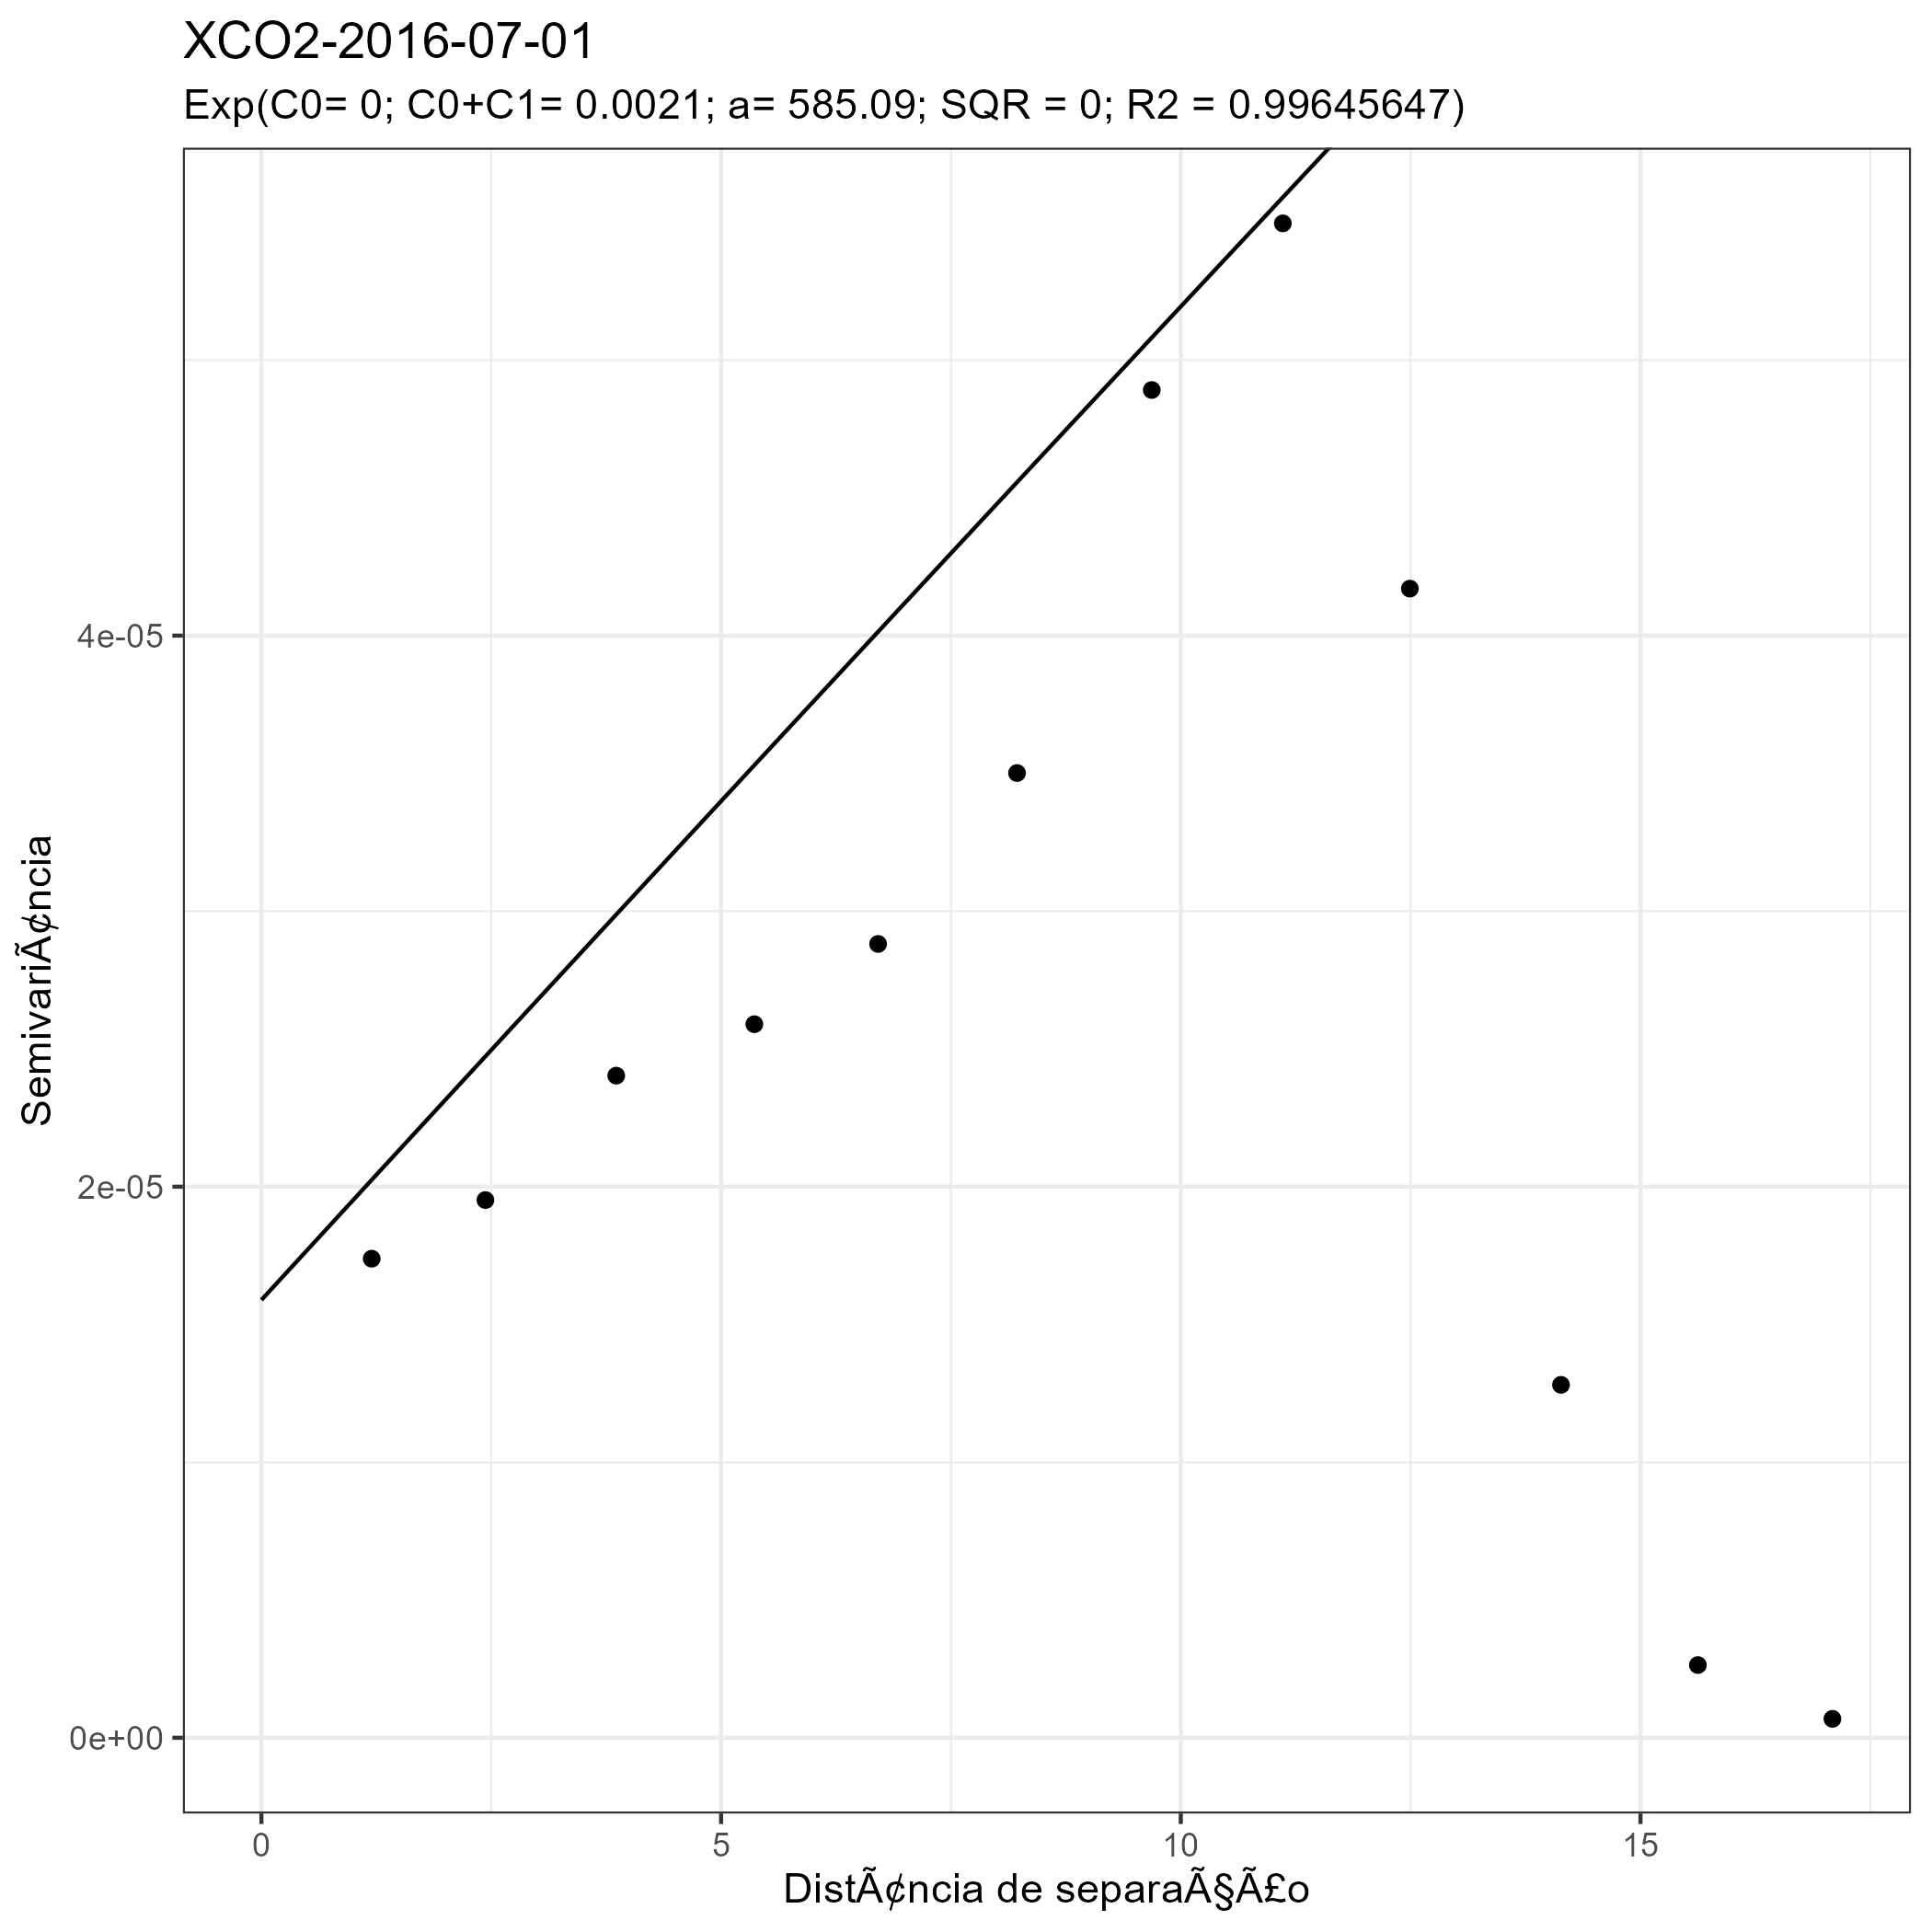 XCO2-2016-07-01
Exp(C0= 0; C0+C1= 0.0021; a= 585.09; SQR = 0; R2 = 0.99645647)
SemivariÃ¢ncia
4e-05
2e-05
0e+00
0
5
10
15
DistÃ¢ncia de separaÃ§Ã£o